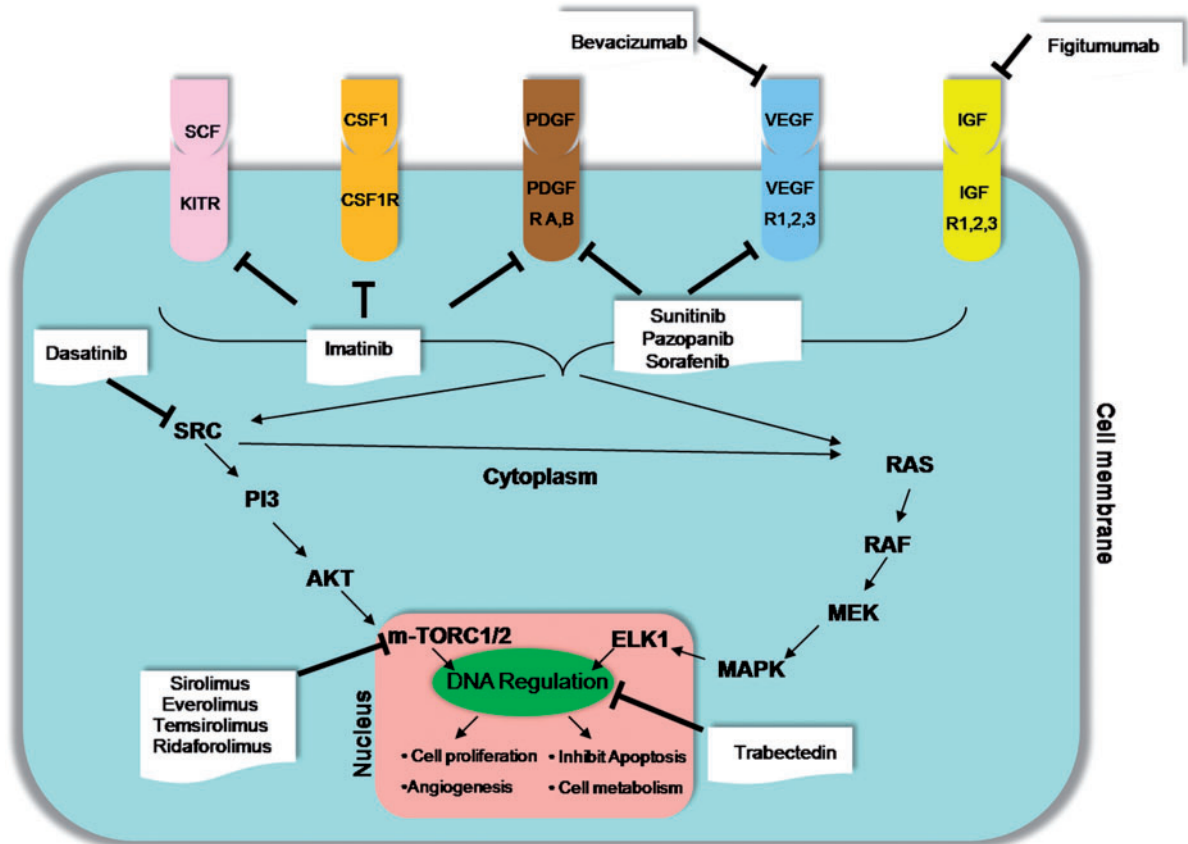 Bevacizumab
Figitumumab
SCF
CSF1
PDGF
VEGF
IGF
KITR
CSF1R
PDGF
R A,B
VEGF
R1,2,3
IGF
R1,2,3
Dasatinib
Imatinib
Sunitinib
Pazopanib
Sorafenib
Cell membrane
SRC
Cytoplasm
RAS
PI3
RAF
AKT
MEK
m-TORC1/2
ELK1
MAPK
DNA Regulation
Nucleus
Sirolimus
Everolimus
Temsirolimus
Ridaforolimus
• Cell proliferation
• Inhibit Apoptosis
•Angiogenesis
• Cell metabolism
Trabectedin